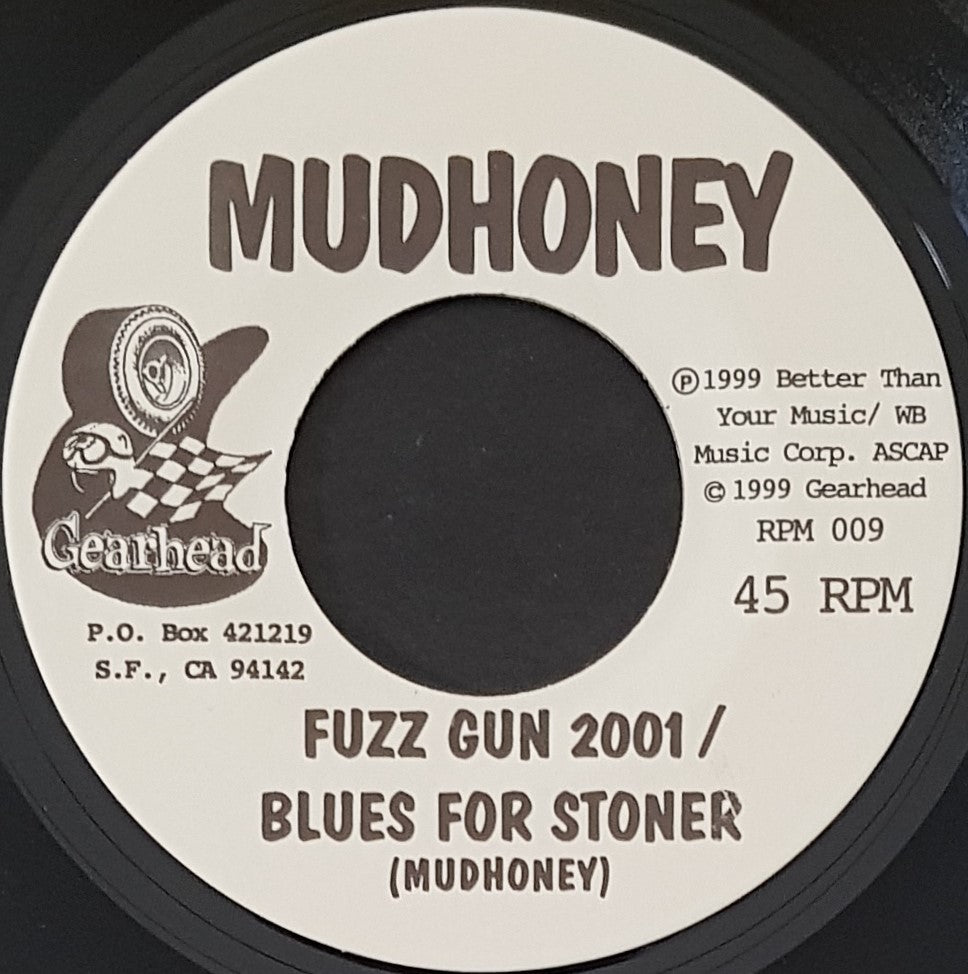 MUDHONEY
Gearhead
P.O. Box 421219
S.F., CA 94142
℗1999 Better Than
Your Music/ WB
Music Corp. ASCAP
© 1999 Gearhead
RPM 009
45 RPM
FUZZ GUN 2001 /
BLUES FOR STONER
(MUDHONEY)